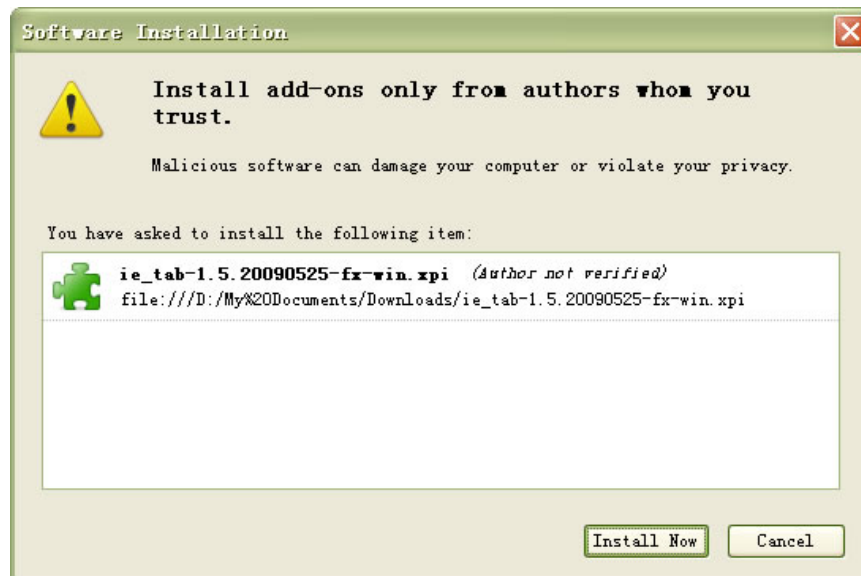 Software Installation
Install add-ons only from authors whom you
trust.
Malicious software can damage your computer or violate your privacy.
You have asked to install the following item:
ie_tab-1.5.20090525-fx-win.xpi (Author not verified)
file:///D:/My%20Documents/Downloads/ie_tab-1.5.20090525-fx-win.xpi
Install Now Cancel